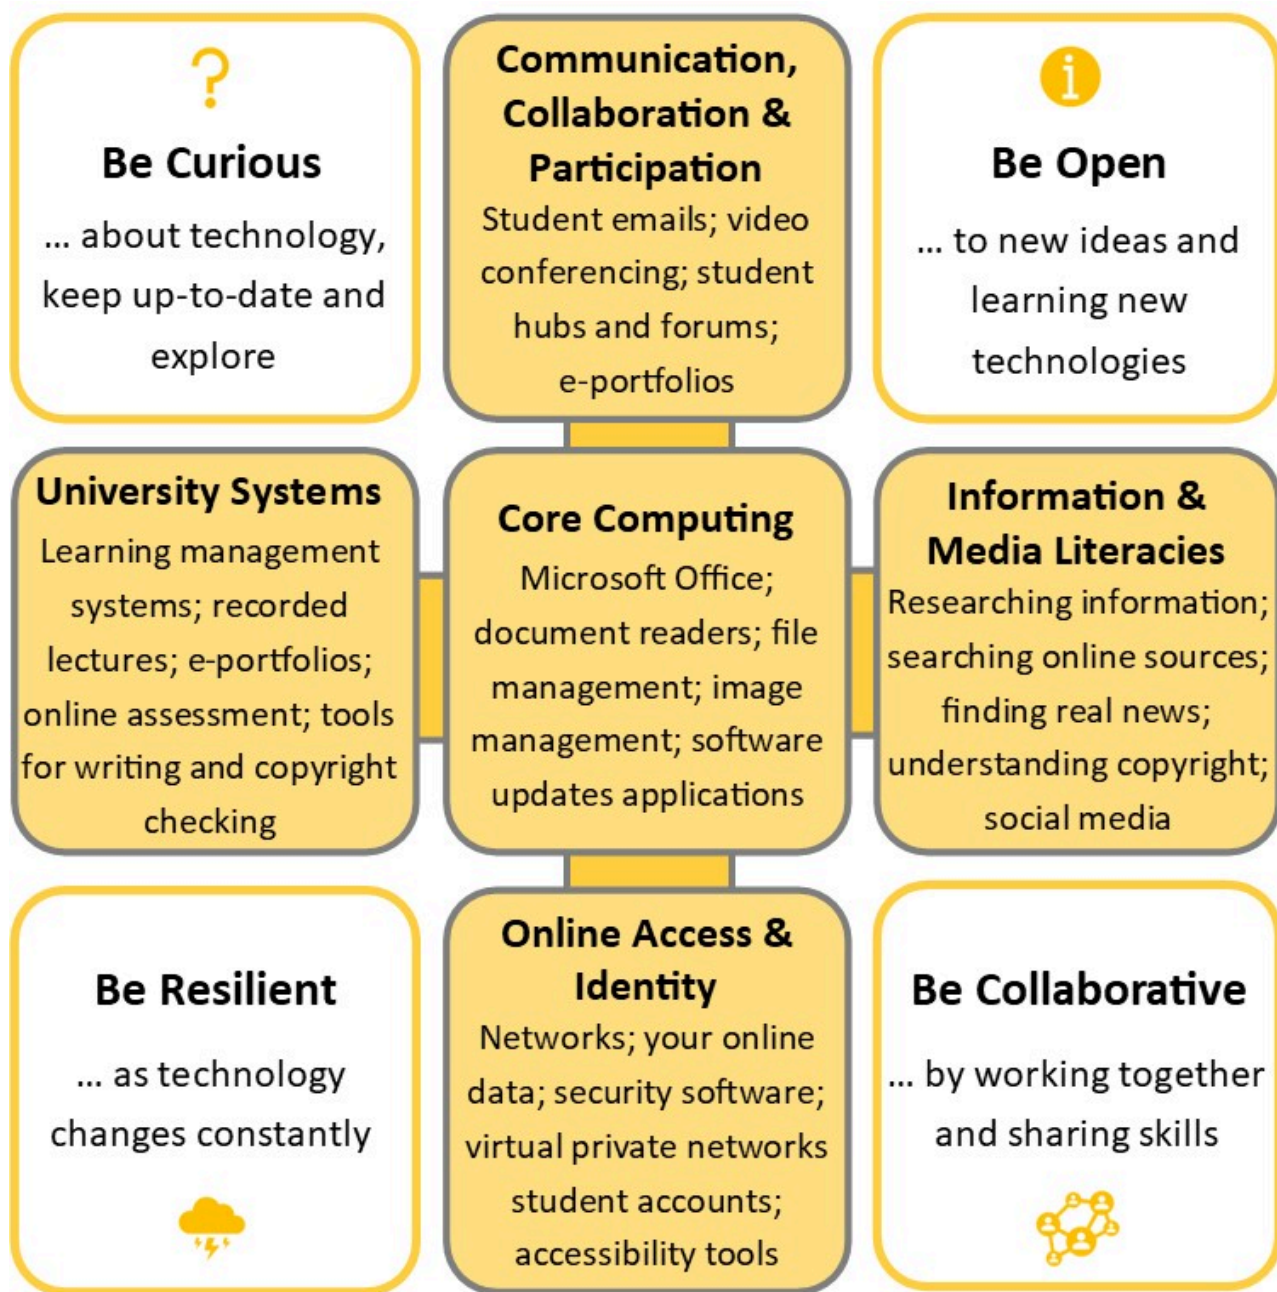 ?
Be Curious
... about technology,
keep up-to-date and
explore
Communication,
Collaboration &
Participation
Student emails; video
conferencing; student
hubs and forums;
e-portfolios
i
Be Open
... to new ideas and
learning new
technologies
University Systems
Learning management
systems; recorded
lectures; e-portfolios;
online assessment; tools
for writing and copyright
checking
Core Computing
Microsoft Office;
document readers; file
management; image
management; software
updates applications
Information &
Media Literacies
Researching information;
searching online sources;
finding real news;
understanding copyright;
social media
Be Resilient
... as technology
changes constantly
Online Access &
Identity
Networks; your online
data; security software;
virtual private networks
student accounts;
accessibility tools
Be Collaborative
... by working together
and sharing skills